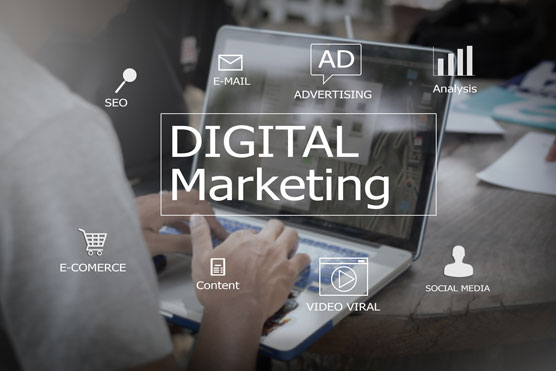 E-MAIL
AD
ADVERTISING
Analysis
SEO
DIGITAL
Marketing
E-COMERCE
Content
VIDEO VIRAL
SOCIAL MEDIA